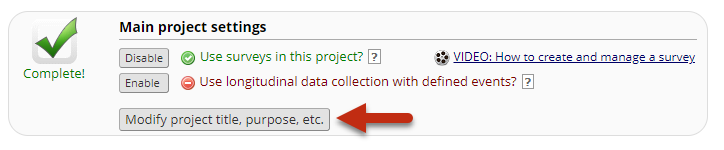 Main project settings
Complete!
Disable Use surveys in this project? ? VIDEO: How to create and manage a survey
Enable Use longitudinal data collection with defined events? ?
Modify project title, purpose, etc.